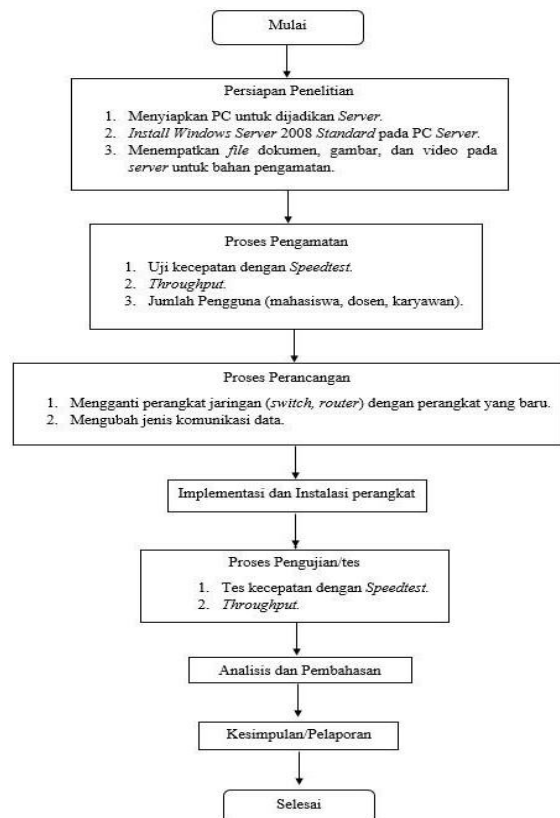 Mulai
Persiapan Penelitian
1. Menyiapkan PC untuk dijadikan Server.
2. Install Windows Server 2008 Standard pada PC Server.
3. Menempatkan file dokumen, gambar, dan video pada
server untuk bahan pengamatan.
Proses Pengamatan
1. Uji kecepatan dengan Speedtest.
2. Throughput.
3. Jumlah Pengguna (mahasiswa, dosen, karyawan).
Proses Perancangan
1. Mengganti perangkat jaringan (switch, router) dengan perangkat yang baru.
2. Mengubah jenis komunikasi data.
Implementasi dan Instalasi perangkat
Proses Pengujian/tes
1. Tes kecepatan dengan Speedtest.
2. Throughput.
Analisis dan Pembahasan
Kesimpulan/Pelaporan
Selesai